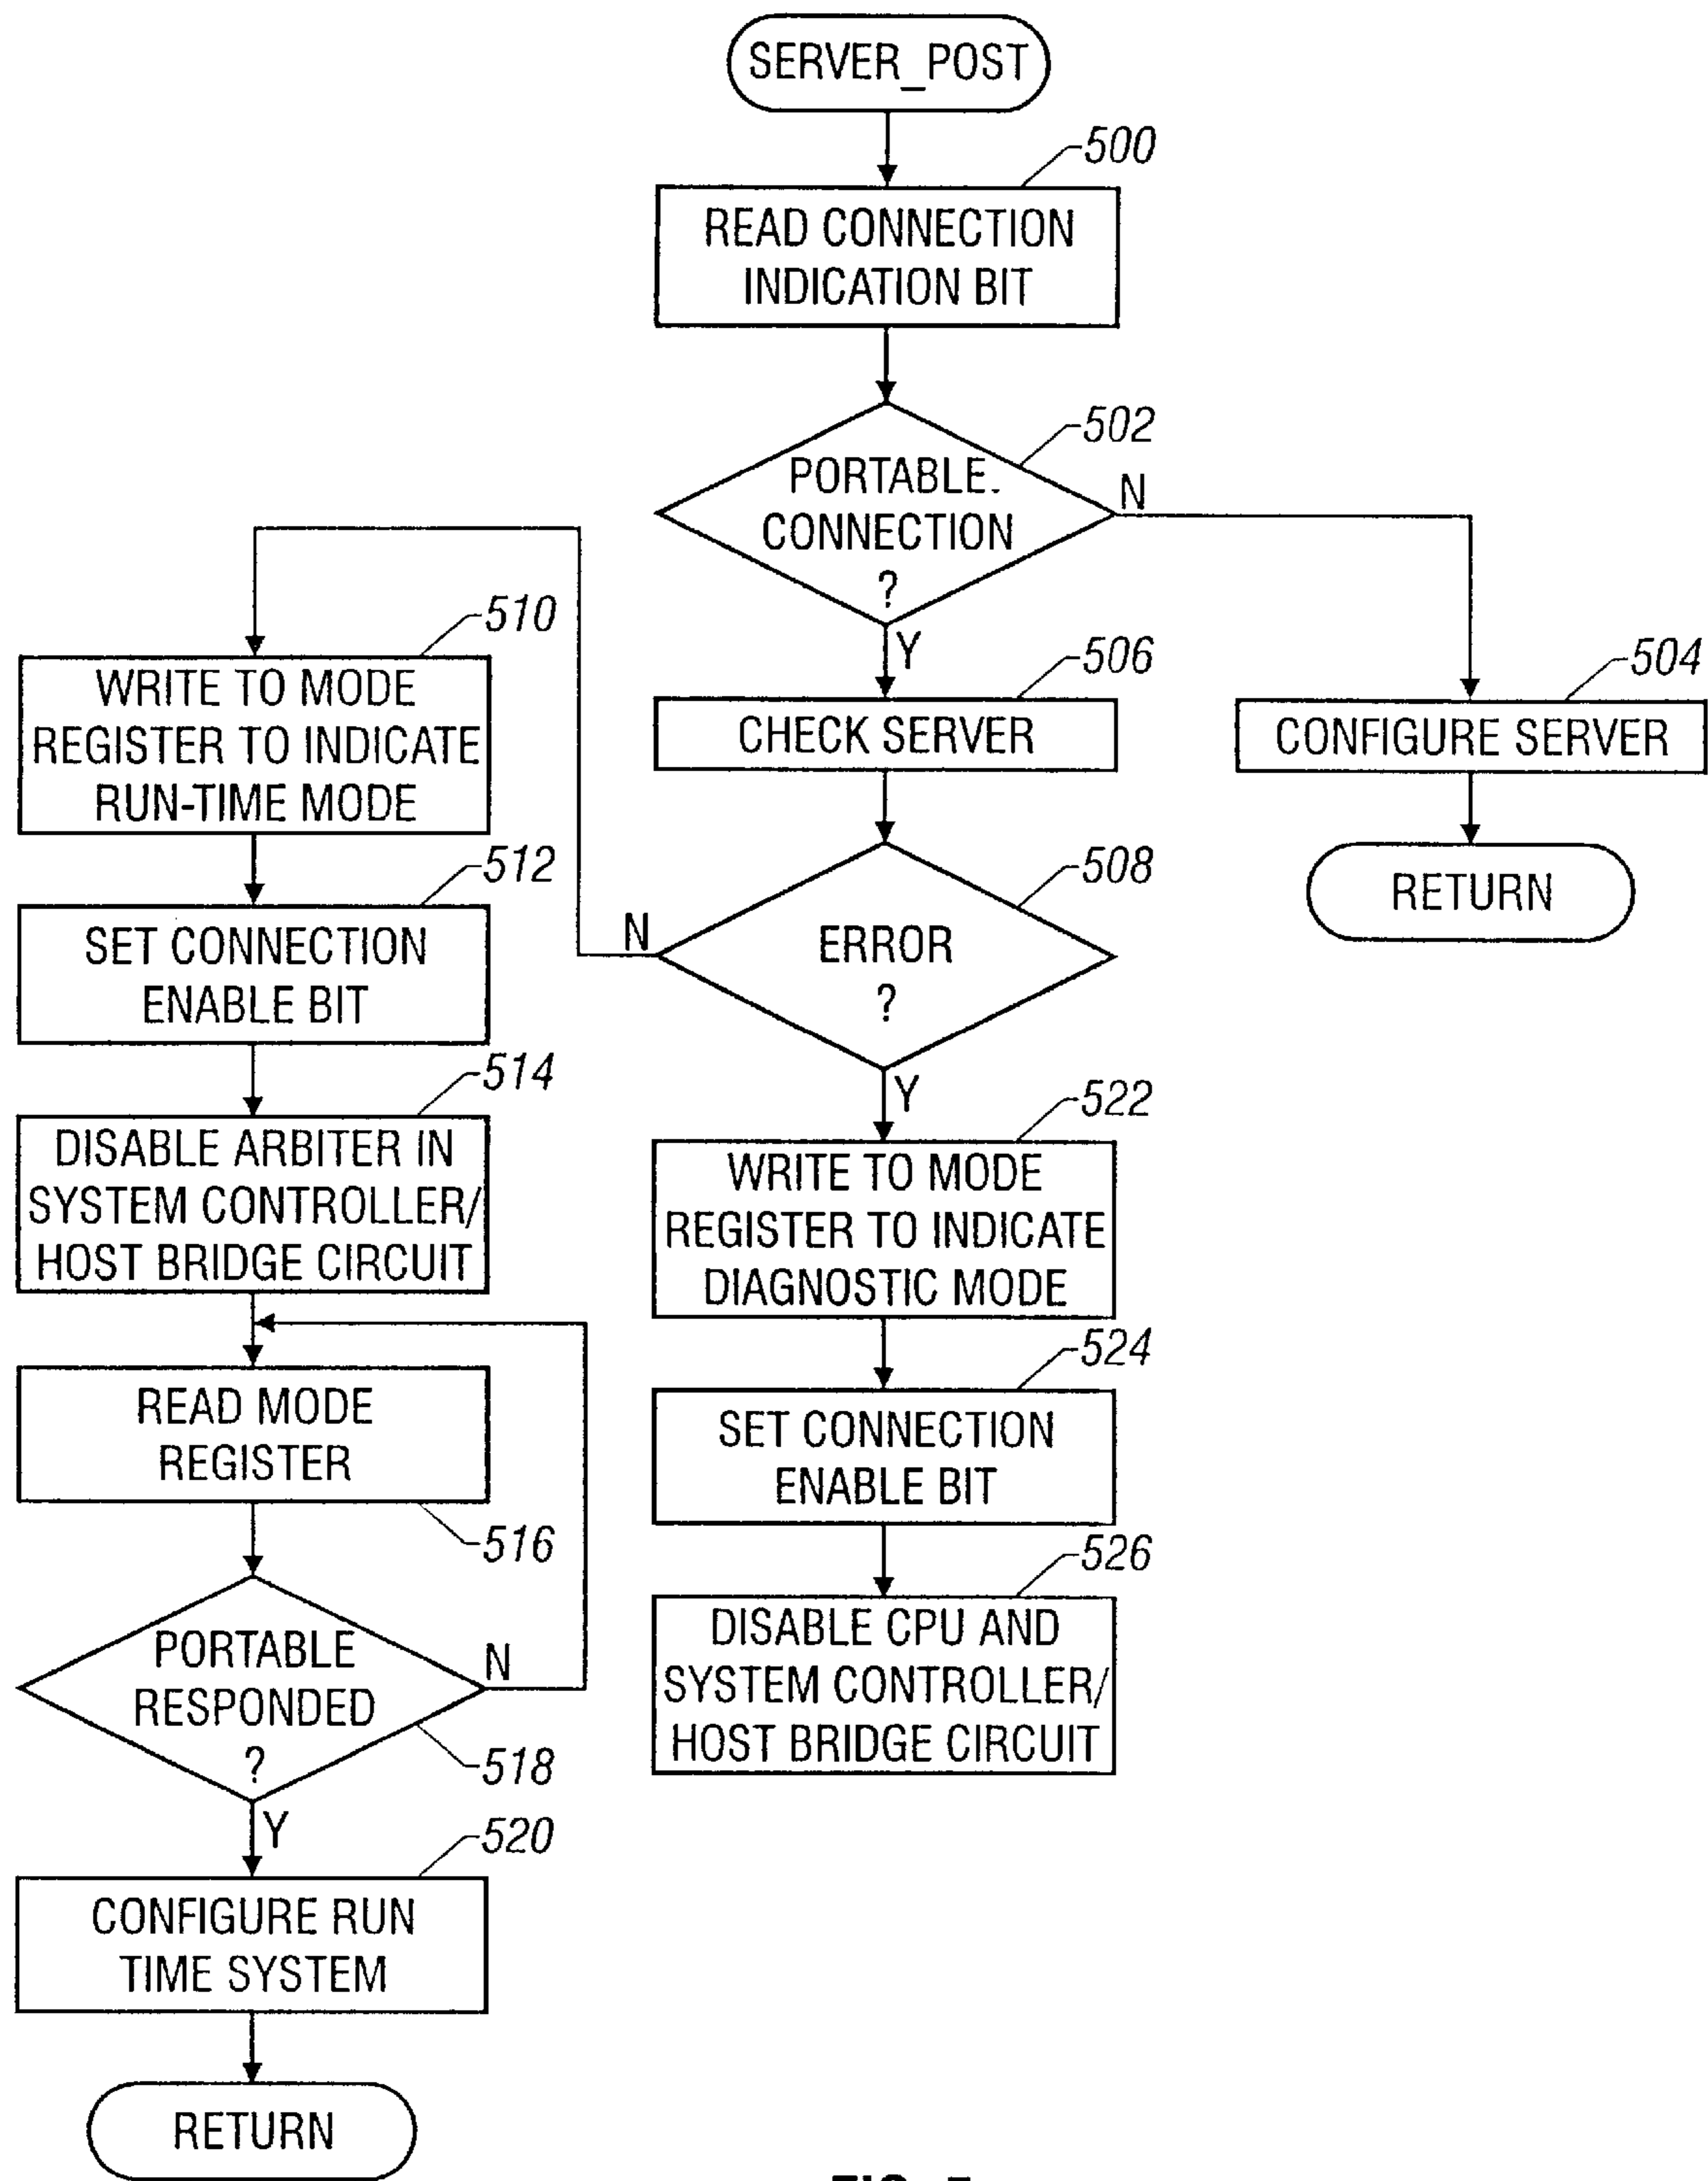 SERVER_POST
500
READ CONNECTION
INDICATION BIT
502
PORTABLE.
CONNECTION
?
N
Y
504
CONFIGURE SERVER
RETURN
506
CHECK SERVER
508
ERROR
?
N
Y
510
WRITE TO MODE
REGISTER TO INDICATE
RUN-TIME MODE
512
SET CONNECTION
ENABLE BIT
514
DISABLE ARBITER IN
SYSTEM CONTROLLER/
HOST BRIDGE CIRCUIT
READ MODE
REGISTER
516
PORTABLE
RESPONDED
?
N
518
Y
520
CONFIGURE RUN
TIME SYSTEM
RETURN
522
WRITE TO MODE
REGISTER TO INDICATE
DIAGNOSTIC MODE
524
SET CONNECTION
ENABLE BIT
526
DISABLE CPU AND
SYSTEM CONTROLLER/
HOST BRIDGE CIRCUIT